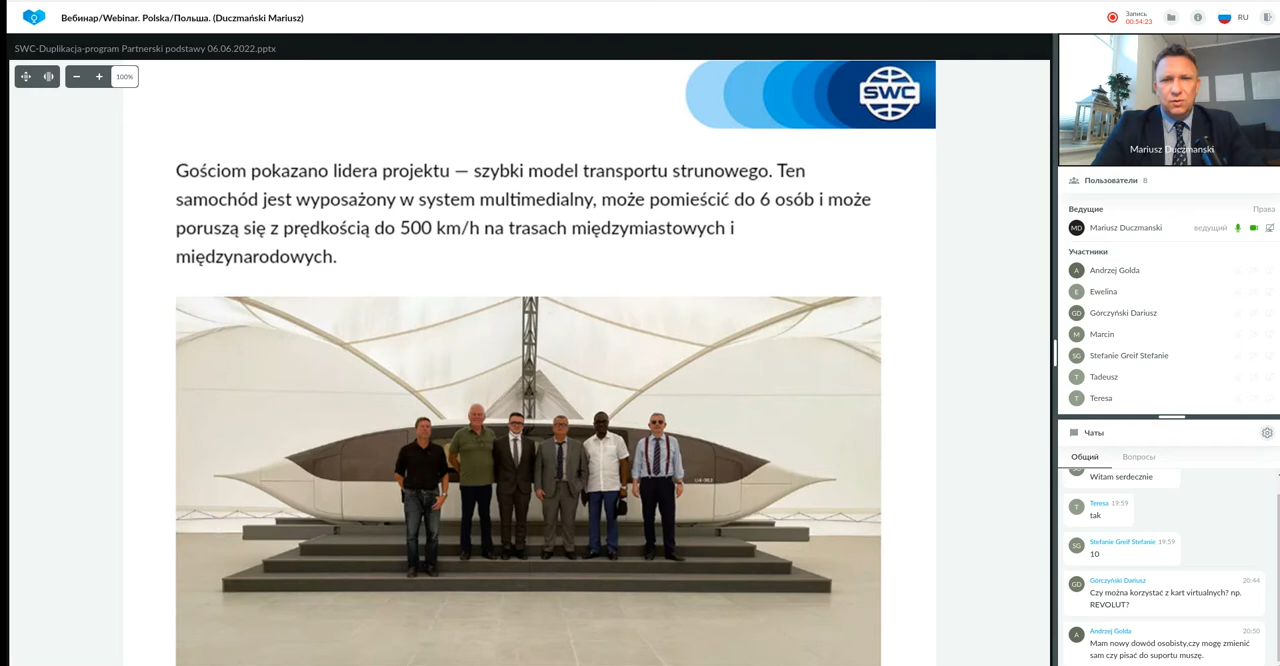 Вебинар/Webinar. Polska/Польша. (Duczmański Mariusz)
Запись
00:54:23
RU
SWC-Duplikacja-program Partnerski podstawy 06.06.2022.pptx
100%
SWC
Gościom pokazano lidera projektu — szybki model transportu strunowego. Ten
samochód jest wyposażony w system multimedialny, może pomieścić do 6 osób i może
poruszą się z prędkością do 500 km/h na trasach międzymiastowych i
międzynarodowych.
Mariusz Duczmanski
Пользователи 8
Ведущие Права
MD Mariusz Duczmanski ведущий
Участники
A Andrzej Golda
E Ewelina
GD Górczyński Dariusz
M Marcin
SG Stefanie Greif Stefanie
T Tadeusz
T Teresa
Чаты
Общий Вопросы
Witam serdecznie
T Teresa 19:59
tak
SG Stefanie Greif Stefanie 19:59
10
GD Górczyński Dariusz 20:44
Czy można korzystać z kart virtualnych? np.
REVOLUT?
A Andrzej Golda 20:50
Mam nowy dowód osobisty,czy mogę zmienić
sam czy pisać do suportu muszę.